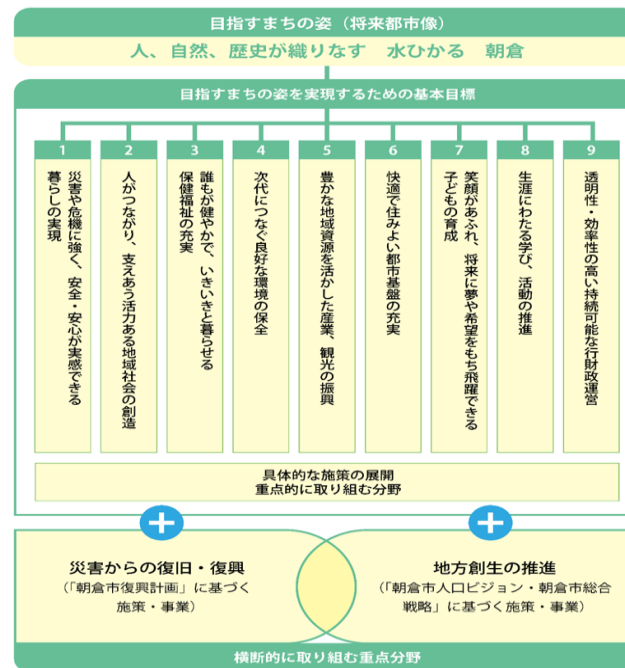 目指すまちの姿（将来都市像）
人、自然、歴史が織りなす　水ひかる　朝倉
目指すまちの姿を実現するための基本目標
1
災害や危機に強く、安全・安心が実感できる
暮らしの実現
2
人がつながり、支えあう活力ある地域社会の創造
3
誰もが健やかで、いきいきと暮らせる
保健福祉の充実
4
次代につなぐ良好な環境の保全
5
豊かな地域資源を活かした産業、観光の振興
6
快適で住みよい都市基盤の充実
7
笑顔があふれ、将来に夢や希望をもち飛躍できる
子どもの育成
8
生涯にわたる学び、活動の推進
9
透明性・効率性の高い持続可能な行財政運営
具体的な施策の展開
重点的に取り組む分野
災害からの復旧・復興
（「朝倉市復興計画」に基づく
施策・事業）
地方創生の推進
（「朝倉市人口ビジョン・朝倉市総合
戦略」に基づく施策・事業）
横断的に取り組む重点分野